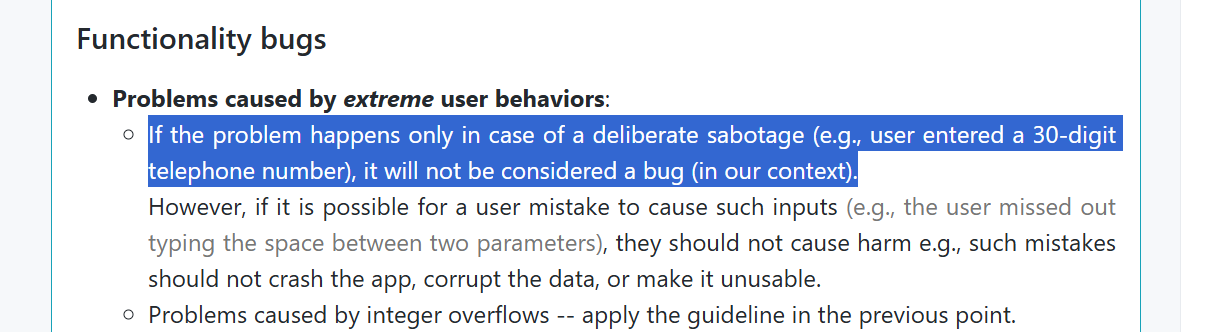 Functionality bugs
• Problems caused by extreme user behaviors:
○ If the problem happens only in case of a deliberate sabotage (e.g., user entered a 30-digit
telephone number), it will not be considered a bug (in our context).
However, if it is possible for a user mistake to cause such inputs (e.g., the user missed out
typing the space between two parameters), they should not cause harm e.g., such mistakes
should not crash the app, corrupt the data, or make it unusable.
○ Problems caused by integer overflows -- apply the guideline in the previous point.